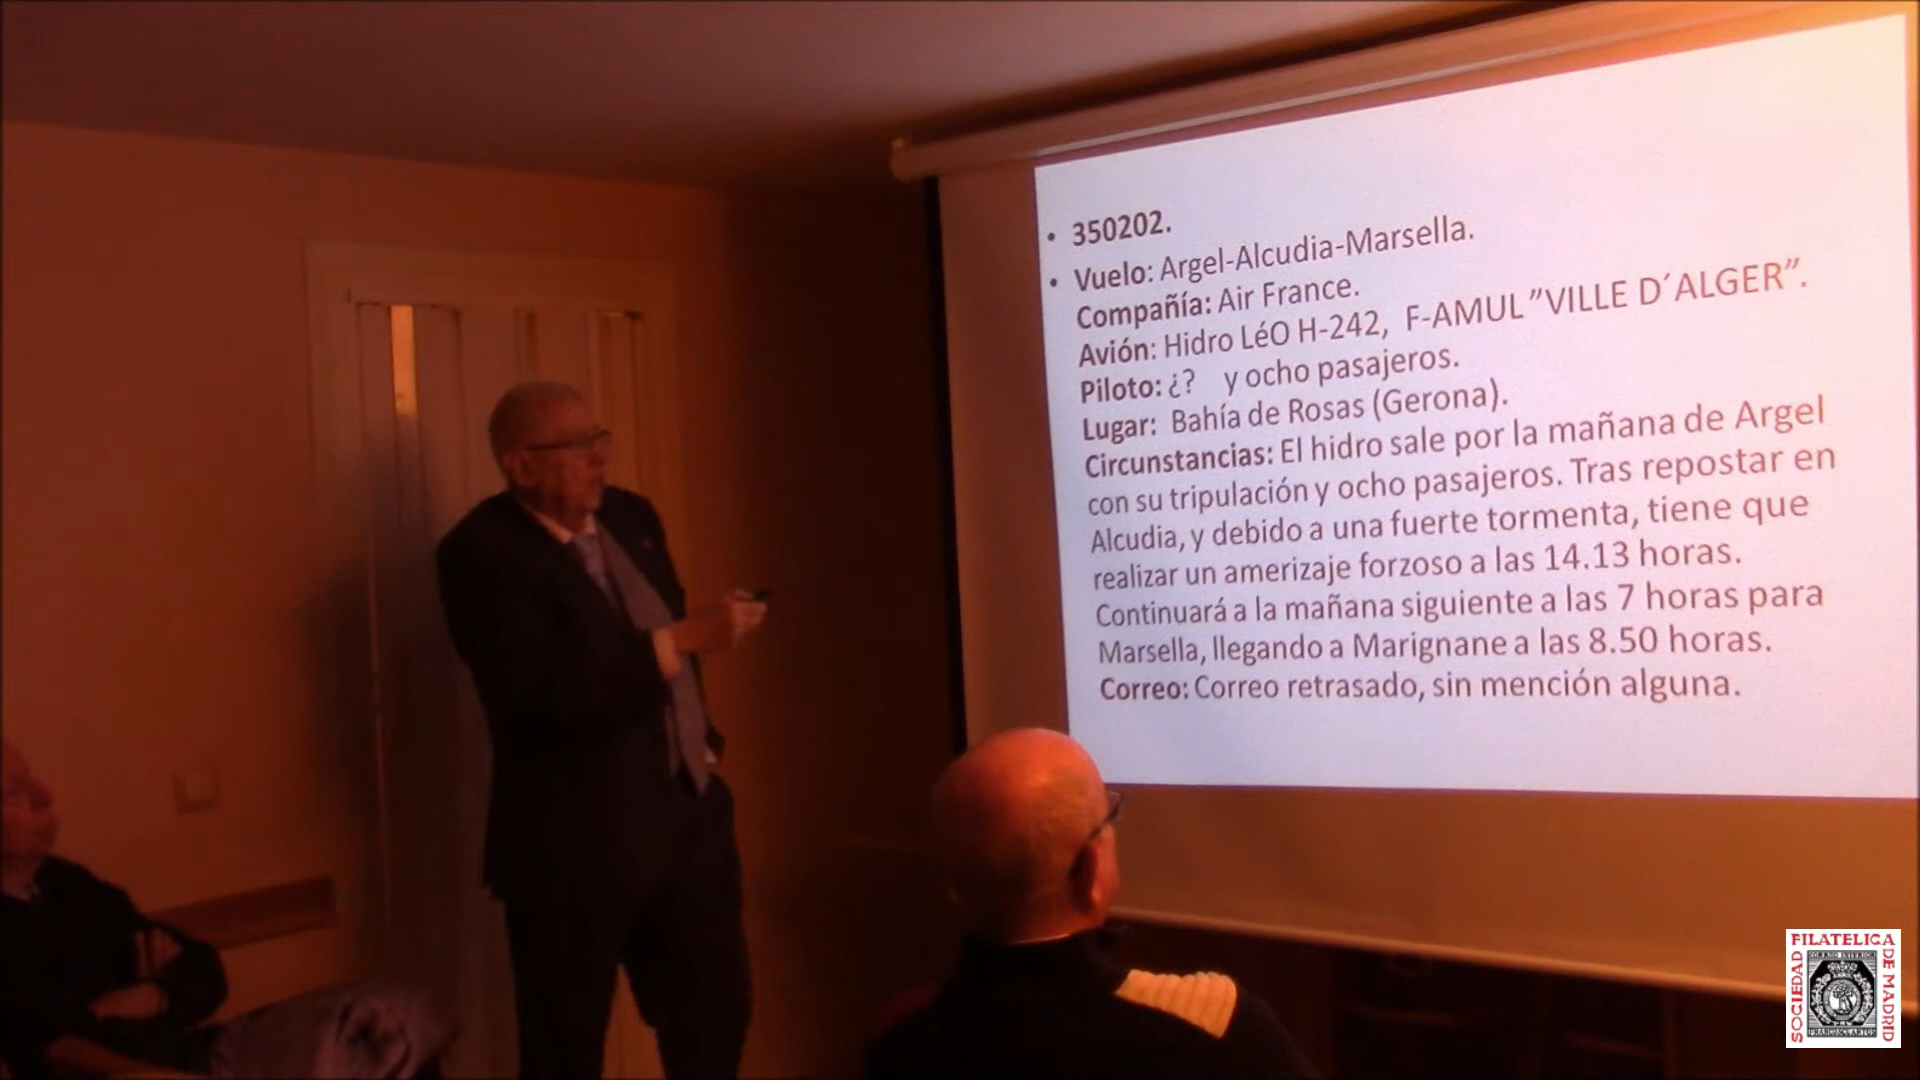 • 350202.
• Vuelo: Argel-Alcudia-Marsella.
Compañía: Air France.
Avión: Hidro LéO H-242, F-AMUL ”VILLE D´ALGER”.
Piloto: ¿? y ocho pasajeros.
Lugar: Bahía de Rosas (Gerona).
Circunstancias: El hidro sale por la mañana de Argel
con su tripulación y ocho pasajeros. Tras repostar en
Alcudia, y debido a una fuerte tormenta, tiene que
realizar un amerizaje forzoso a las 14.13 horas.
Continuará a la mañana siguiente a las 7 horas para
Marsella, llegando a Marignane a las 8.50 horas.
Correo: Correo retrasado, sin mención alguna.
SOCIEDAD
FILATELICA
DE MADRID